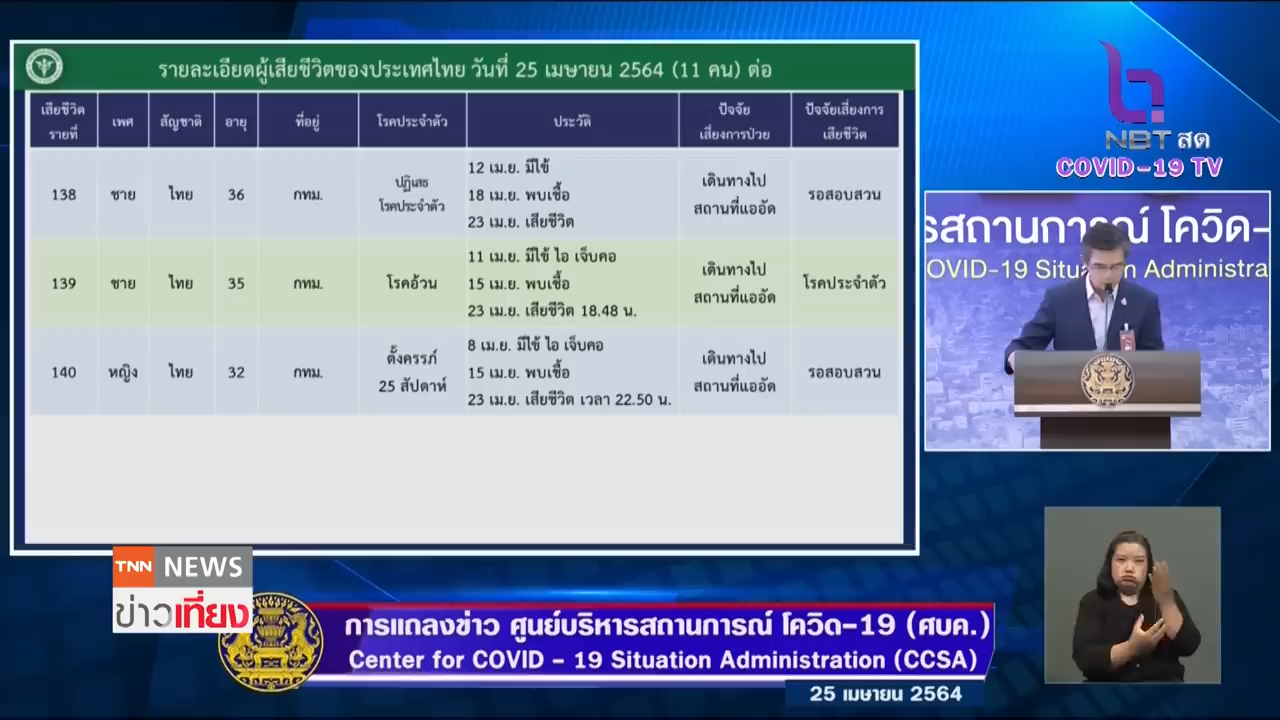 รายละเอียดผู้เสียชีวิตของประเทศไทย วันที่ 25 เมษายน 2564 (11 คน) ต่อ
เสียชีวิต
รายที่
เพศ
สัญชาติ
อายุ
ที่อยู่
โรคประจำตัว
ประวัติ
ปัจจัย
เสี่ยงการป่วย
ปัจจัยเสี่ยงการ
เสียชีวิต
138
ชาย
ไทย
36
กทม.
ปฏิเสธ
โรคประจำตัว
12 เม.ย. มีไข้
18 เม.ย. พบเชื้อ
23 เม.ย. เสียชีวิต
เดินทางไป
สถานที่แออัด
รอสอบสวน
139
ชาย
ไทย
35
กทม.
โรคอ้วน
11 เม.ย. มีไข้ ไอ เจ็บคอ
15 เม.ย. พบเชื้อ
23 เม.ย. เสียชีวิต 18.48 น.
เดินทางไป
สถานที่แออัด
โรคประจำตัว
140
หญิง
ไทย
32
กทม.
ตั้งครรภ์
25 สัปดาห์
8 เม.ย. มีไข้ ไอ เจ็บคอ
15 เม.ย. พบเชื้อ
23 เม.ย. เสียชีวิต เวลา 22.50 น.
เดินทางไป
สถานที่แออัด
รอสอบสวน
NBT สด
COVID-19 TV
รสถานการณ์ โควิด-
OVID-19 Situation Administra
TNN NEWS
ข่าวเที่ยง
การแถลงข่าว ศูนย์บริหารสถานการณ์ โควิด-19 (ศบค.)
Center for COVID - 19 Situation Administration (CCSA)
25 เมษายน 2564